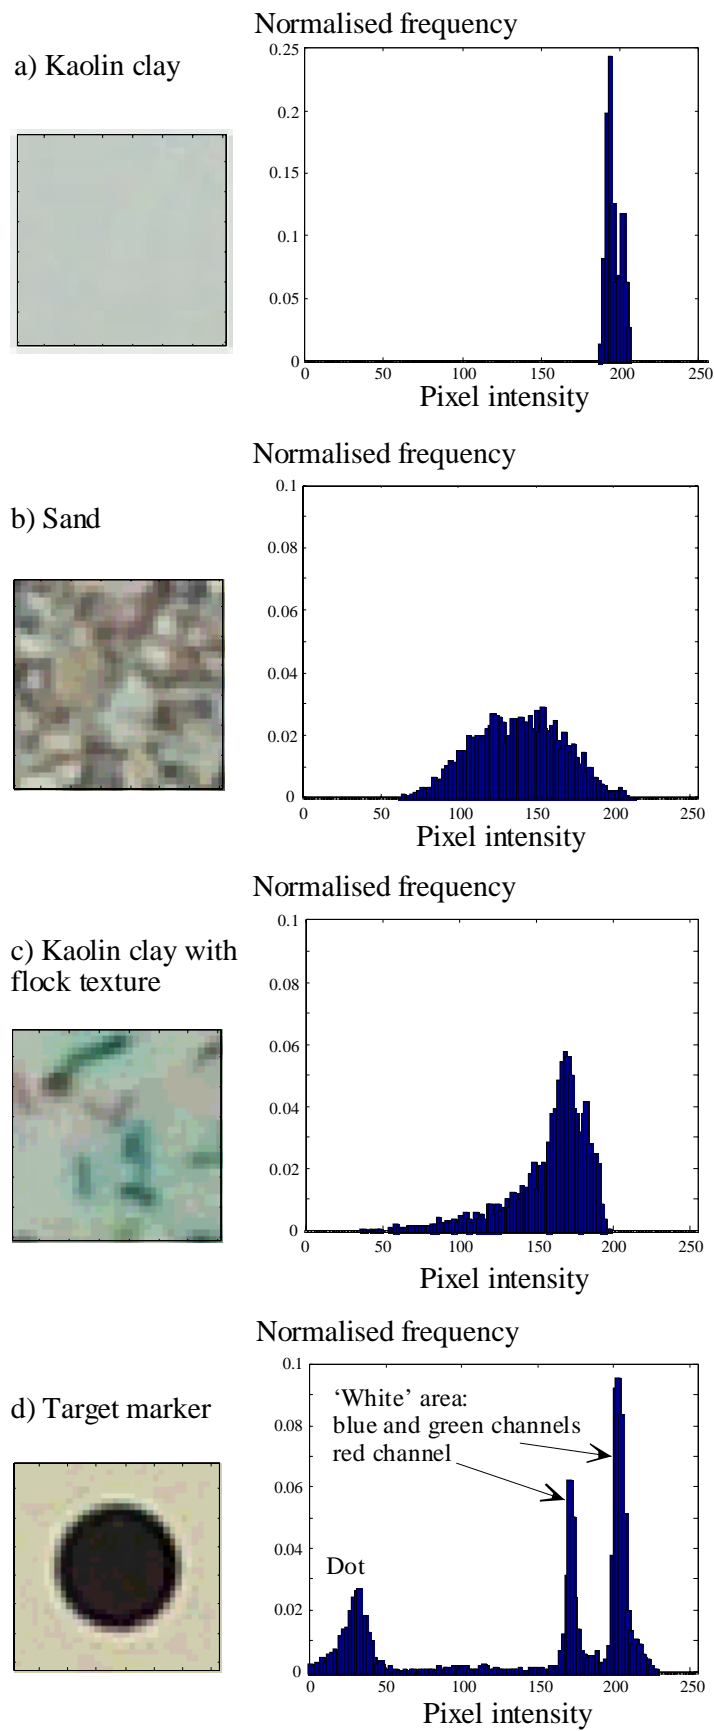 Normalised frequency
a) Kaolin clay
0.25
0.2
0.15
0.1
0.05
0
0 50 100 150 200 250
Pixel intensity
Normalised frequency
b) Sand
0.1
0.08
0.06
0.04
0.02
0
0 50 100 150 200 250
Pixel intensity
Normalised frequency
c) Kaolin clay with
flock texture
0.1
0.08
0.06
0.04
0.02
0
0 50 100 150 200 250
Pixel intensity
Normalised frequency
d) Target marker
0.1
0.08
0.06
0.04
0.02
0
‘White’ area:
blue and green channels
red channel
Dot
0 50 100 150 200 250
Pixel intensity